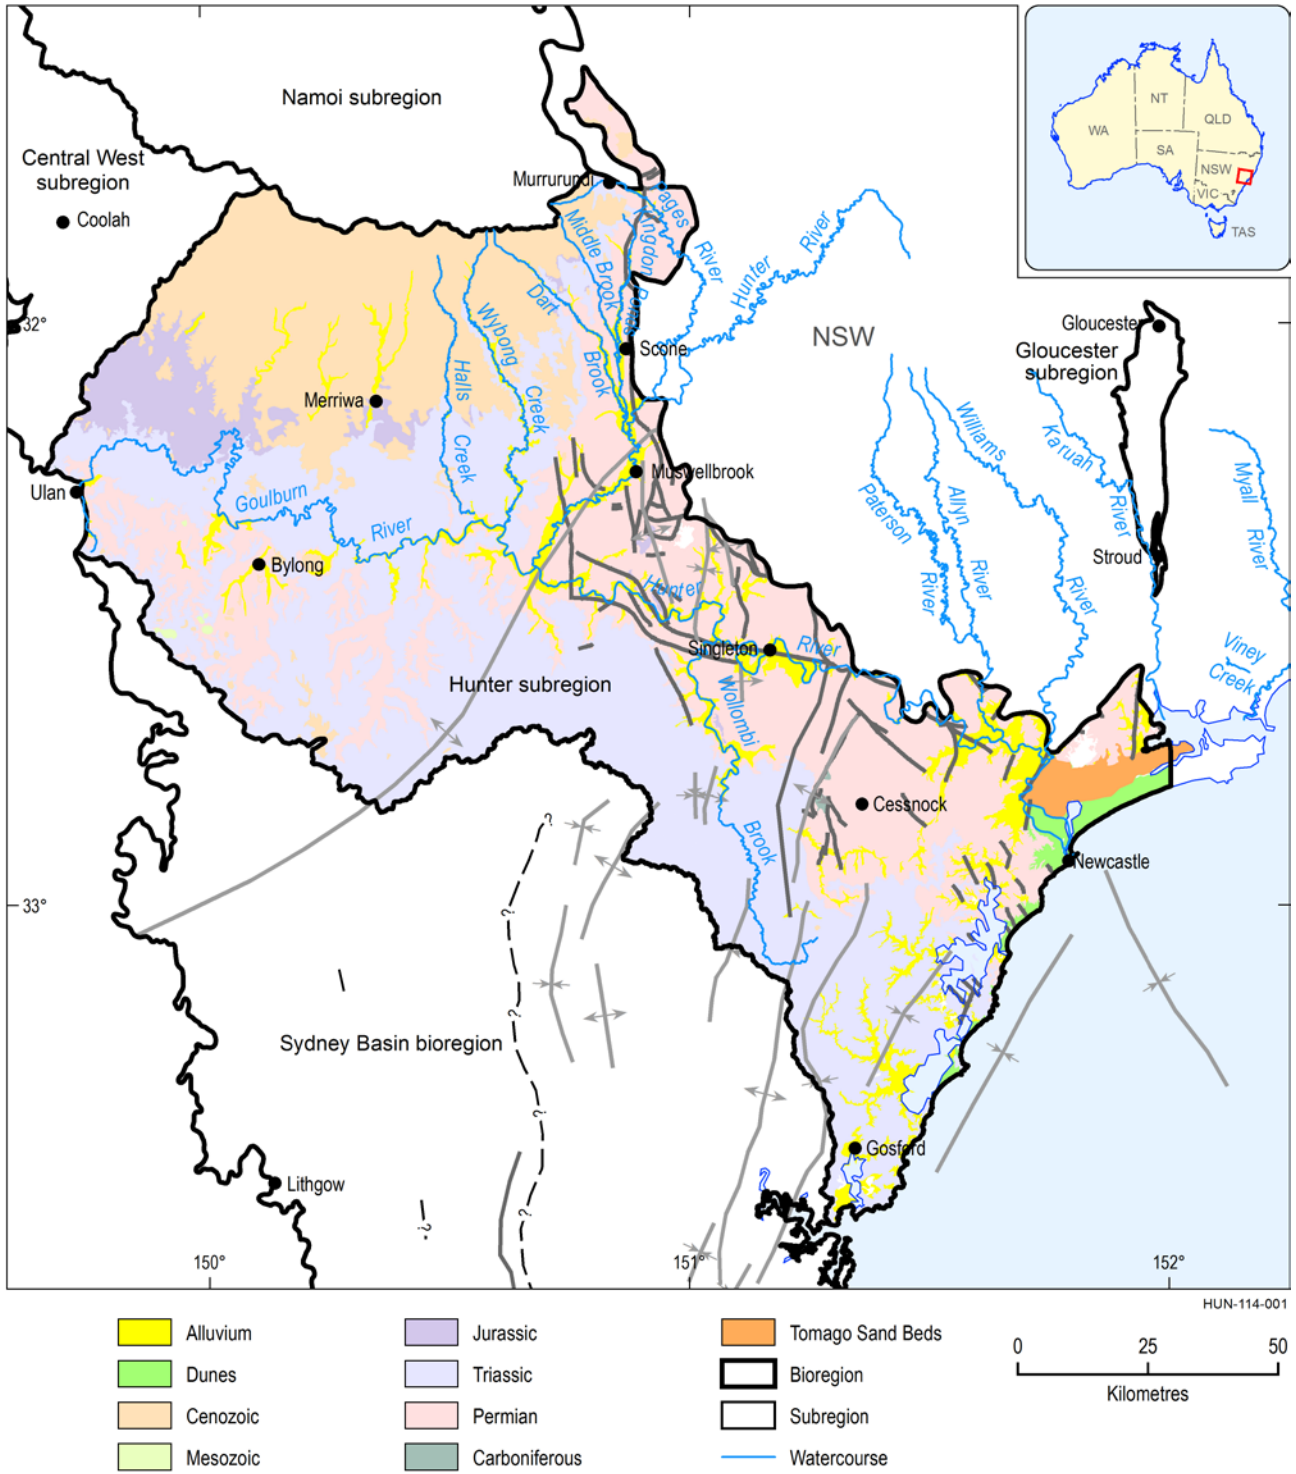 Namoi subregion
Central West
subregion
Coolah
Murrurundi
Pages
River
Middle Brook
Kingdon
Ponds
Hunter
River
Dart
Brook
Wybong
Creek
Halls
Creek
Scone
NSW
WA
NT
SA
QLD
NSW
VIC
TAS
32°
Merriwa
Gloucester
Gloucester
subregion
Muswellbrook
Ulan
Goulburn
River
Bylong
Williams
River
Karuah
River
Paterson
River
Allyn
River
Myall
River
Stroud
Hunter
River
Singleton
Viney
Creek
Hunter subregion
Wollombi
Brook
Cessnock
Newcastle
33°
?
?
?
?
?
?
Sydney Basin bioregion
Gosford
Lithgow
150°
151°
152°
HUN-114-001
Alluvium
Dunes
Cenozoic
Mesozoic
Jurassic
Triassic
Permian
Carboniferous
Tomago Sand Beds
Bioregion
Subregion
Watercourse
0 25 50
Kilometres